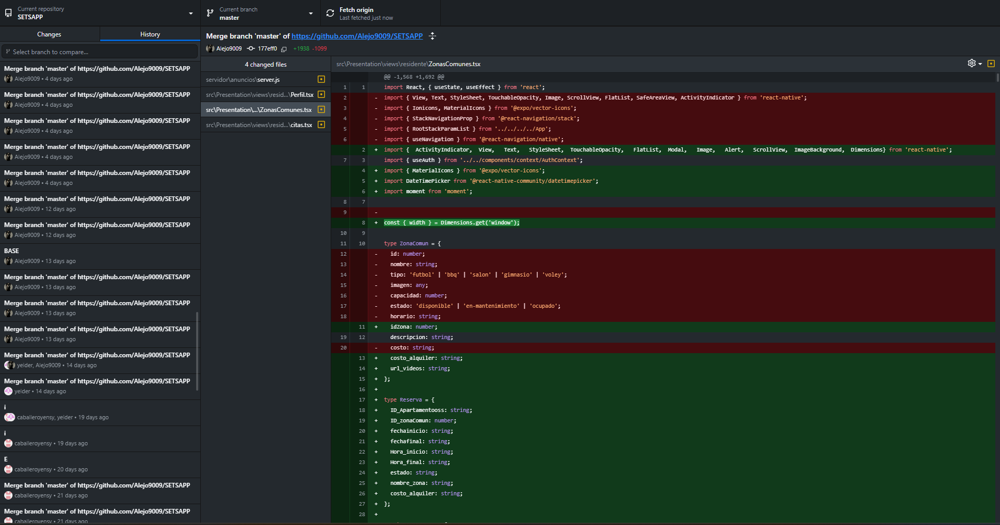 Current repository
SETSAPP
Current branch
master
Fetch origin
Last fetched just now
Changes
History
Select branch to compare...
Merge branch 'master' of https://github.com/Alejo9009/SETSAPP
Alejo9009 • 4 days ago
Merge branch 'master' of https://github.com/Alejo9009/SETSAPP
Alejo9009 • 4 days ago
Merge branch 'master' of https://github.com/Alejo9009/SETSAPP
Alejo9009 • 4 days ago
Merge branch 'master' of https://github.com/Alejo9009/SETSAPP
Alejo9009 • 4 days ago
Merge branch 'master' of https://github.com/Alejo9009/SETSAPP
Alejo9009 • 4 days ago
Merge branch 'master' of https://github.com/Alejo9009/SETSAPP
Alejo9009 • 12 days ago
Merge branch 'master' of https://github.com/Alejo9009/SETSAPP
Alejo9009 • 12 days ago
BASE
Alejo9009 • 13 days ago
Merge branch 'master' of https://github.com/Alejo9009/SETSAPP
Alejo9009 • 13 days ago
Merge branch 'master' of https://github.com/Alejo9009/SETSAPP
Alejo9009 • 13 days ago
Merge branch 'master' of https://github.com/Alejo9009/SETSAPP
Alejo9009 • 13 days ago
Merge branch 'master' of https://github.com/Alejo9009/SETSAPP
yeider, Alejo9009 • 14 days ago
Merge branch 'master' of https://github.com/Alejo9009/SETSAPP
yeider • 14 days ago
i
caballeroyensy, yeider • 19 days ago
i
caballeroyensy • 19 days ago
E
caballeroyensy • 20 days ago
Merge branch 'master' of https://github.com/Alejo9009/SETSAPP
caballeroyensy • 21 days ago
Merge branch 'master' of https://github.com/Alejo9009/SETSAPP
caballeroyensy • 21 days ago
Merge branch 'master' of https://github.com/Alejo9009/SETSAPP
Alejo9009 177eff0 +1938 -1099
4 changed files
servidor\anuncios\server.js
src\Presentation\views\resid...\Perfil.tsx
src\Presentation\...\ZonasComunes.tsx
src\Presentation\views\resid...\citas.tsx
src\Presentation\views\residente\ZonasComunes.tsx
@@ -1,568 +1,692 @@
1 1 import React, { useState, useEffect } from 'react';
2 - import { View, Text, StyleSheet, TouchableOpacity, Image, ScrollView, FlatList, SafeAreaView, ActivityIndicator } from 'react-native';
3 - import { Ionicons, MaterialIcons } from '@expo/vector-icons';
4 - import { StackNavigationProp } from '@react-navigation/stack';
5 - import { RootStackParamList } from '../../../../App';
6 - import { useNavigation } from '@react-navigation/native';
2 + import {  ActivityIndicator,  View,   Text,   StyleSheet,  TouchableOpacity,   FlatList,  Modal,   Image,   Alert,   ScrollView,  ImageBackground,  Dimensions} from 'react-native';
7 3 import { useAuth } from '../../components/context/AuthContext';
4 + import { MaterialIcons } from '@expo/vector-icons';
5 + import DateTimePicker from '@react-native-community/datetimepicker';
6 + import moment from 'moment';
8 7
9 -
8 + const { width } = Dimensions.get('window');
10 9
11 10 type ZonaComun = {
12 - id: number;
13 - nombre: string;
14 - tipo: 'futbol' | 'bbq' | 'salon' | 'gimnasio' | 'voley';
15 - imagen: any;
16 - capacidad: number;
17 - estado: 'disponible' | 'en-mantenimiento' | 'ocupado';
18 - horario: string;
11 + idZona: number;
19 12 descripcion: string;
20 - costo: string;
13 + costo_alquiler: string;
14 + url_videos: string;
15 + };
16 +
17 + type Reserva = {
18 + ID_Apartamentooss: string;
19 + ID_zonaComun: number;
20 + fechainicio: string;
21 + fechafinal: string;
22 + Hora_inicio: string;
23 + Hora_final: string;
24 + estado: string;
25 + nombre_zona: string;
26 + costo_alquiler: string;
27 + };
28 +